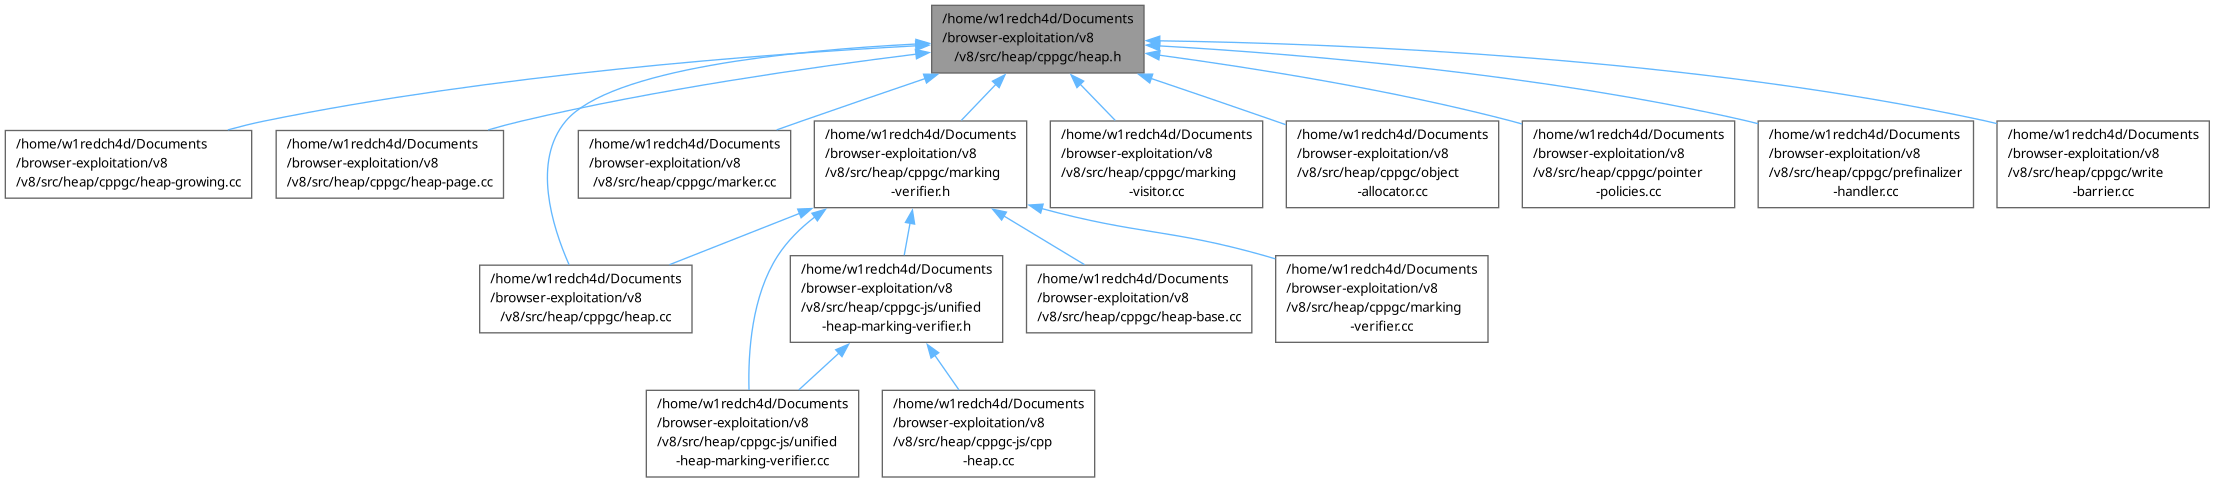 /home/w1redch4d/Documents
/browser-exploitation/v8
/v8/src/heap/cppgc/heap.h
/home/w1redch4d/Documents
/browser-exploitation/v8
/v8/src/heap/cppgc/heap-growing.cc
/home/w1redch4d/Documents
/browser-exploitation/v8
/v8/src/heap/cppgc/heap-page.cc
/home/w1redch4d/Documents
/browser-exploitation/v8
/v8/src/heap/cppgc/marker.cc
/home/w1redch4d/Documents
/browser-exploitation/v8
/v8/src/heap/cppgc/marking
-verifier.h
/home/w1redch4d/Documents
/browser-exploitation/v8
/v8/src/heap/cppgc/marking
-visitor.cc
/home/w1redch4d/Documents
/browser-exploitation/v8
/v8/src/heap/cppgc/object
-allocator.cc
/home/w1redch4d/Documents
/browser-exploitation/v8
/v8/src/heap/cppgc/pointer
-policies.cc
/home/w1redch4d/Documents
/browser-exploitation/v8
/v8/src/heap/cppgc/prefinalizer
-handler.cc
/home/w1redch4d/Documents
/browser-exploitation/v8
/v8/src/heap/cppgc/write
-barrier.cc
/home/w1redch4d/Documents
/browser-exploitation/v8
/v8/src/heap/cppgc/heap.cc
/home/w1redch4d/Documents
/browser-exploitation/v8
/v8/src/heap/cppgc-js/unified
-heap-marking-verifier.h
/home/w1redch4d/Documents
/browser-exploitation/v8
/v8/src/heap/cppgc/heap-base.cc
/home/w1redch4d/Documents
/browser-exploitation/v8
/v8/src/heap/cppgc/marking
-verifier.cc
/home/w1redch4d/Documents
/browser-exploitation/v8
/v8/src/heap/cppgc-js/unified
-heap-marking-verifier.cc
/home/w1redch4d/Documents
/browser-exploitation/v8
/v8/src/heap/cppgc-js/cpp
-heap.cc